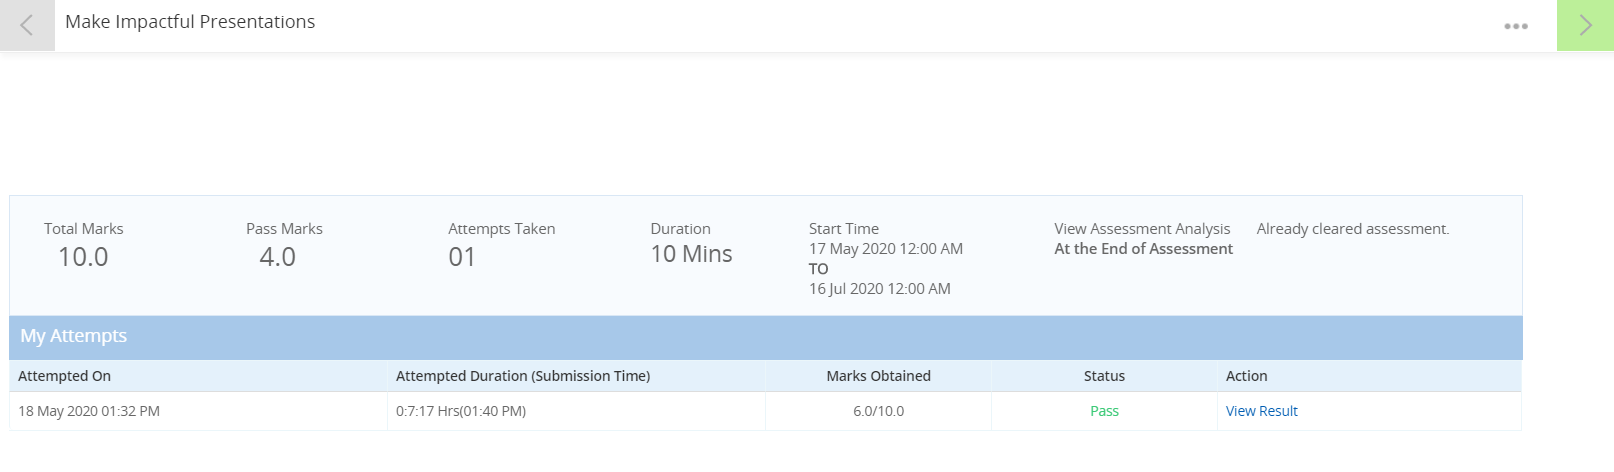 Make Impactful Presentations
Total Marks
10.0
Pass Marks
4.0
Attempts Taken
01
Duration
10 Mins
Start Time
17 May 2020 12:00 AM
TO
16 Jul 2020 12:00 AM
View Assessment Analysis
At the End of Assessment
Already cleared assessment.
My Attempts
Attempted On Attempted Duration (Submission Time) Marks Obtained Status Action
18 May 2020 01:32 PM 0:7:17 Hrs(01:40 PM) 6.0/10.0 Pass View Result